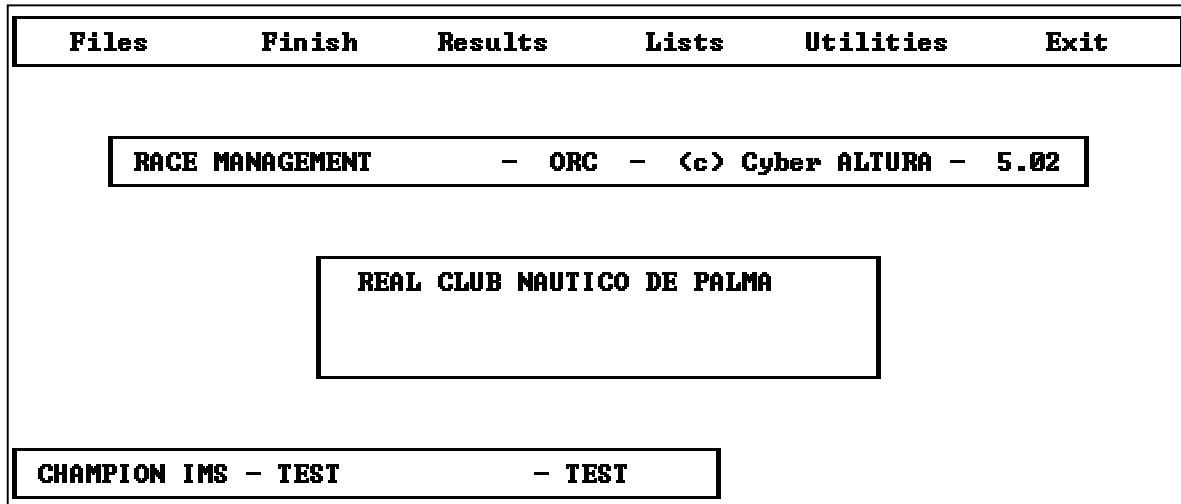 Files Finish Results Lists Utilities Exit
RACE MANAGEMENT - ORC - (c) Cyber ALTURA - 5.02
REAL CLUB NAUTICO DE PALMA
CHAMPION IMS - TEST - TEST